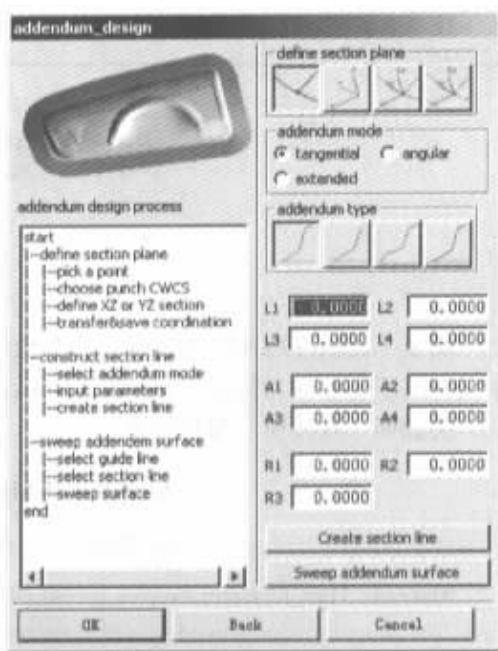 addendum_design
define section plane
addendum mode
tangential
angular
extended
addendum design process
addendum type
start
define section plane
pick a point
choose punch CWCS
define XZ or YZ section
transfer&save coordination
construct section line
select addendum mode
input parameters
create section line
sweep addendem surface
select guide line
select section line
sweep surface
end
L1 0.0000 L2 0.0000
L3 0.0000 L4 0.0000
A1 0.0000 A2 0.0000
A3 0.0000 A4 0.0000
R1 0.0000 R2 0.0000
R3 0.0000
Create section line
Sweep addendum surface
OK
Back
Cancel